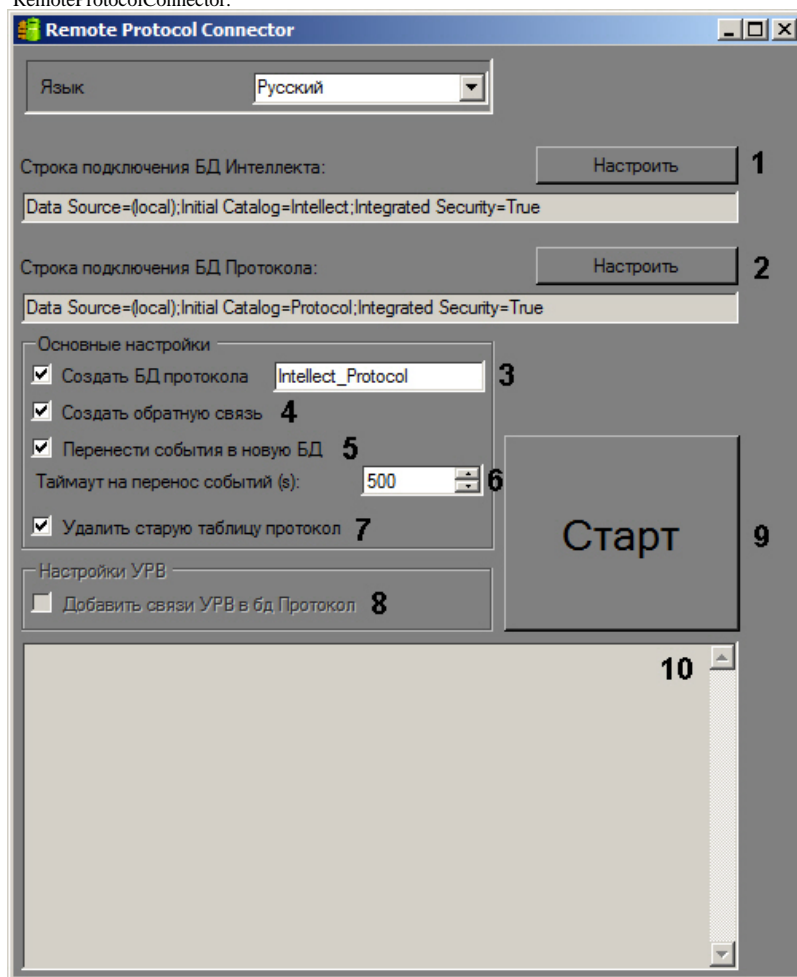 RemoteProtocolConnector.
Remote Protocol Connector
Язык Русский
Строка подключения БД Интеллекта: Настроить 1
Data Source=(local);Initial Catalog=Intellect;Integrated Security=True
Строка подключения БД Протокола: Настроить 2
Data Source=(local);Initial Catalog=Protocol;Integrated Security=True
Основные настройки
Создать БД протокола Intellect_Protocol 3
Создать обратную связь 4
Перенести события в новую БД 5
Таймаут на перенос событий (s): 500 6
Удалить старую таблицу протокол 7
Старт 9
Настройки УРВ
Добавить связи УРВ в бд Протокол 8
10